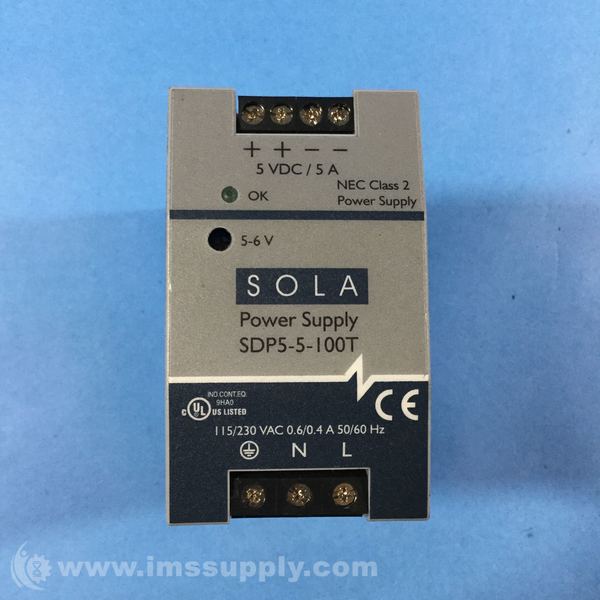 + + − −
5 VDC / 5 A
NEC Class 2
Power Supply
OK
5-6 V
SOLA
Power Supply
SDP5-5-100T
IND.CONT.EQ.
9HA0
C UL US LISTED
CE
115/230 VAC 0.6/0.4 A 50/60 Hz
N L
www.imssupply.com